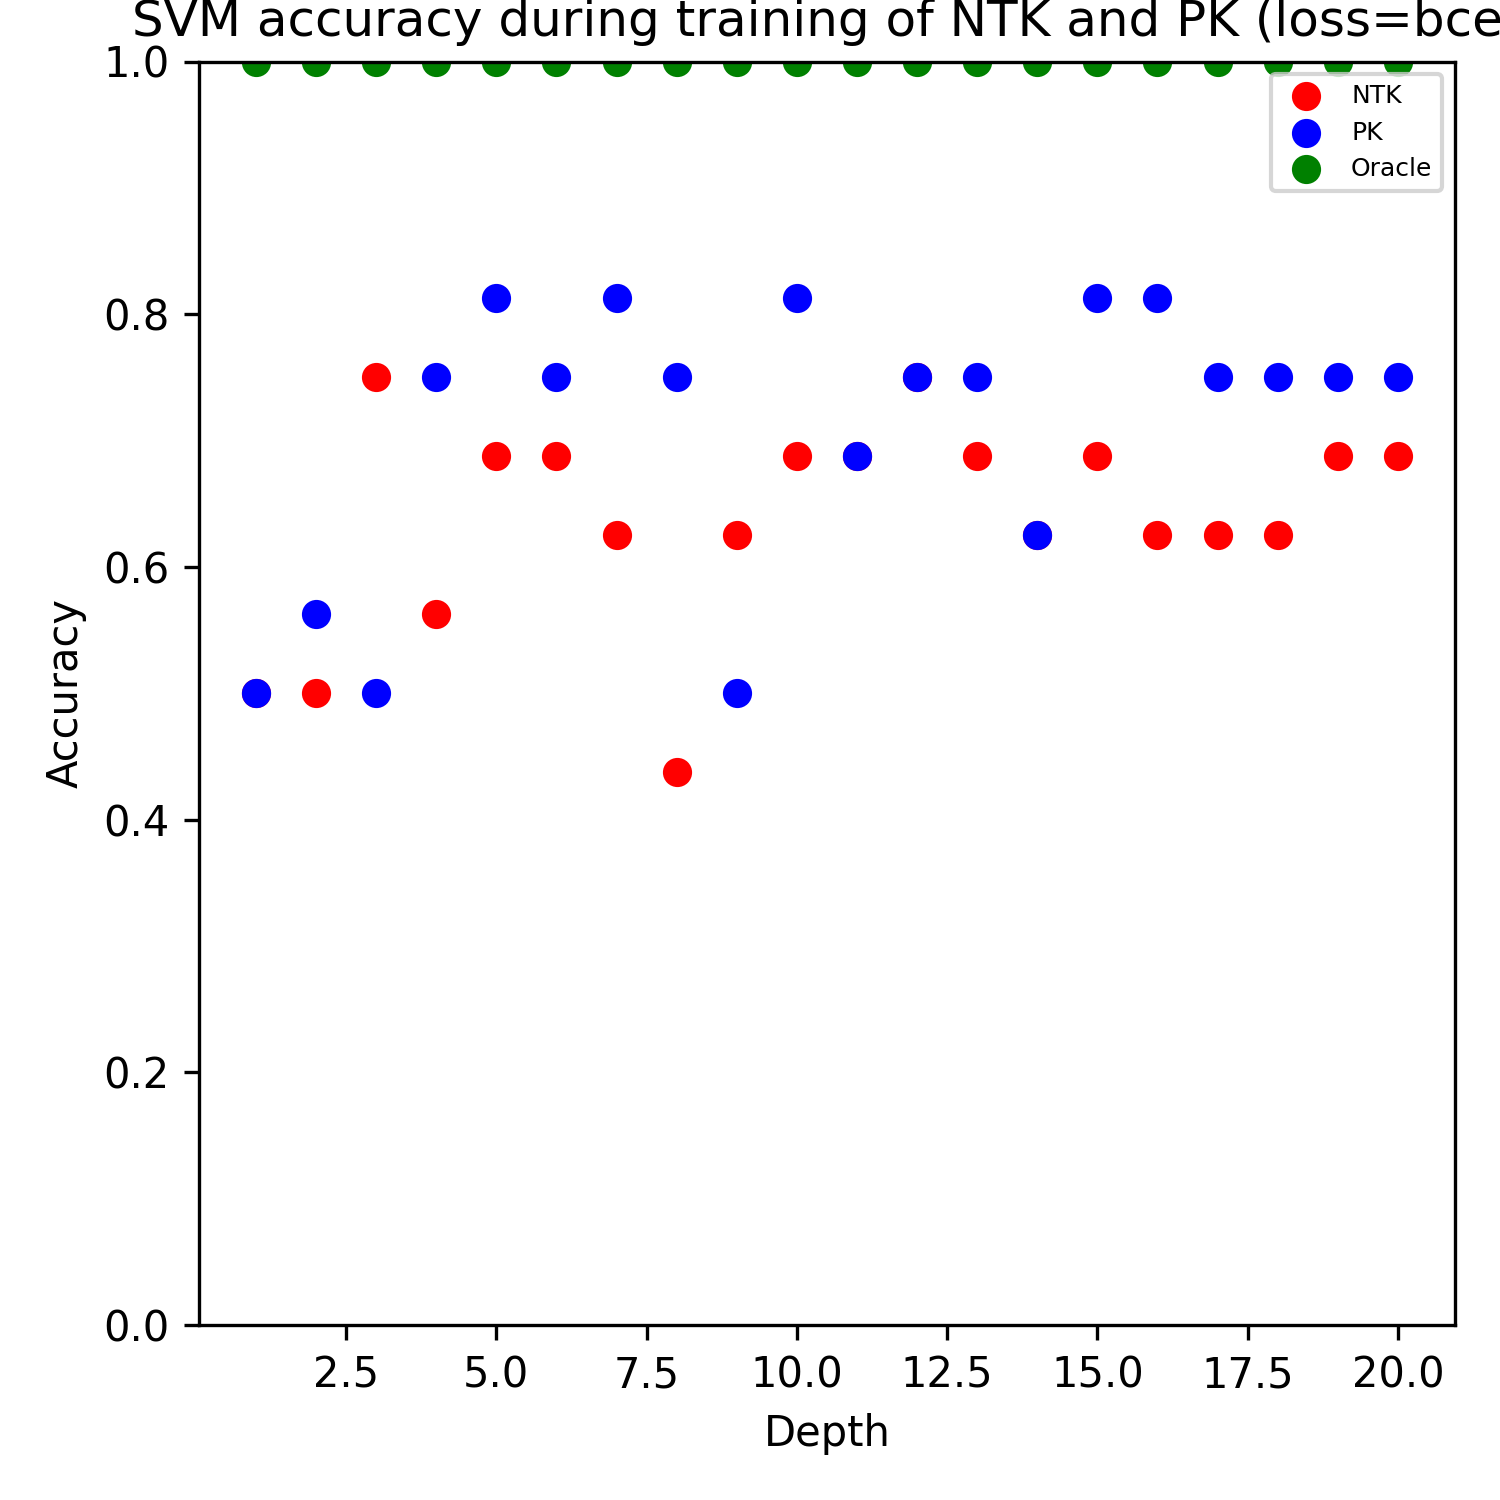 SVM accuracy during training of NTK and PK (loss=bce
1.0
0.8
0.6
0.4
0.2
0.0
Accuracy
NTK
PK
Oracle
2.5 5.0 7.5 10.0 12.5 15.0 17.5 20.0
Depth